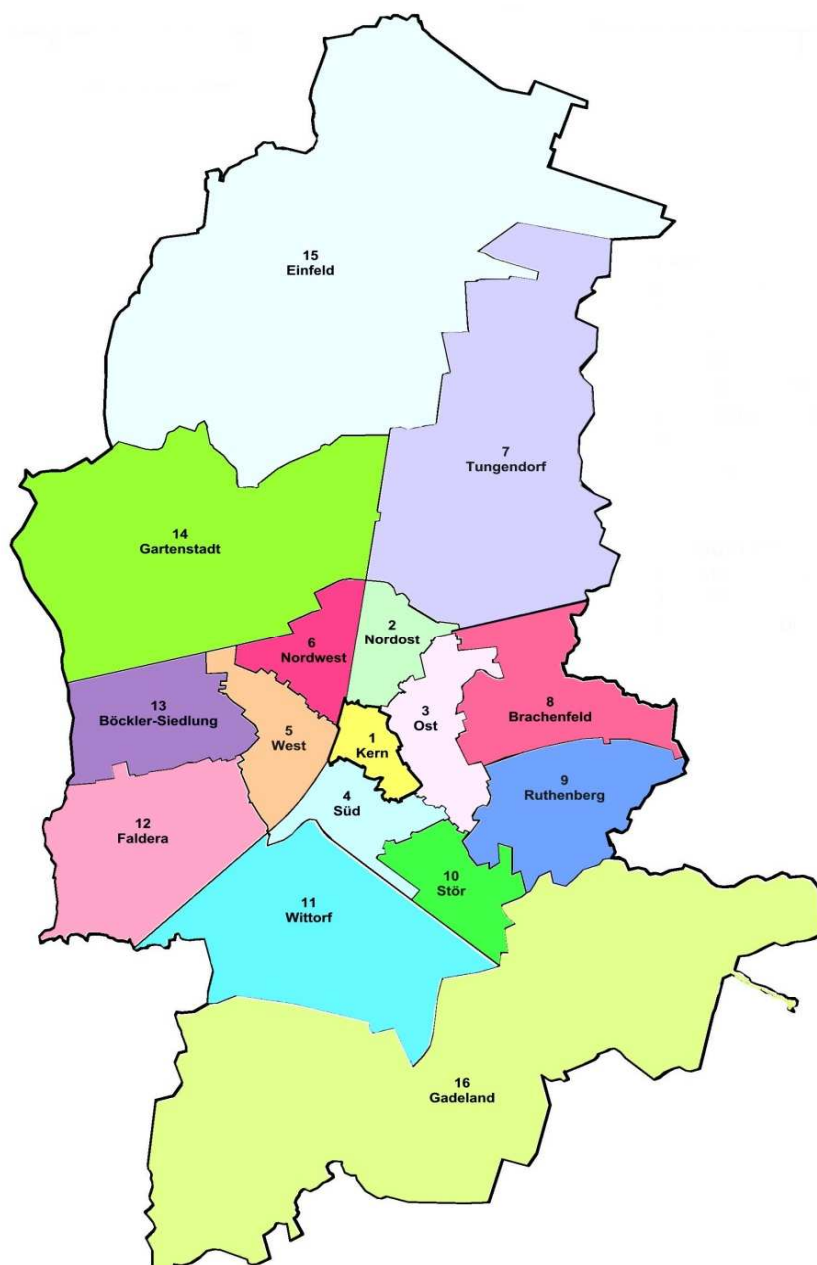 15
Einfeld
7
Tungendorf
14
Gartenstadt
2
Nordost
6
Nordwest
13
Böckler-Siedlung
3
Ost
8
Brachenfeld
5
West
1
Kern
9
Ruthenberg
4
Süd
12
Faldera
10
Stör
11
Wittorf
16
Gadeland